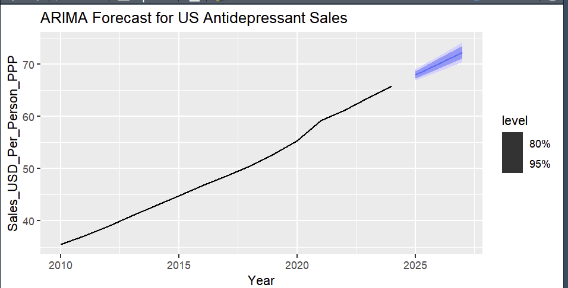 ARIMA Forecast for US Antidepressant Sales
Sales_USD_Per_Person_PPP
70
60
50
40
2010
2015
2020
2025
Year
level
80%
95%